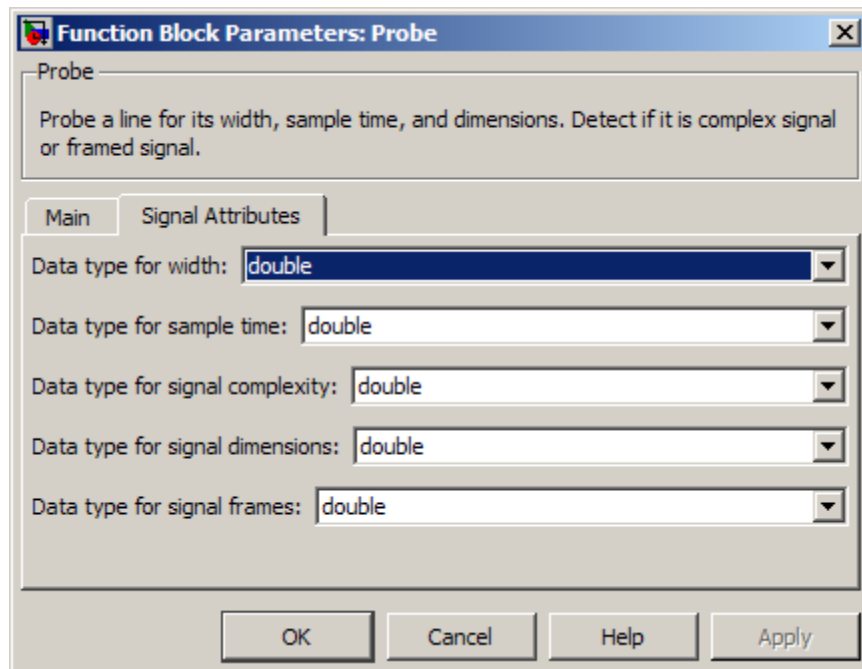 Function Block Parameters: Probe
Probe
Probe a line for its width, sample time, and dimensions. Detect if it is complex signal
or framed signal.
Main Signal Attributes
Data type for width: double
Data type for sample time: double
Data type for signal complexity: double
Data type for signal dimensions: double
Data type for signal frames: double
OK Cancel Help Apply